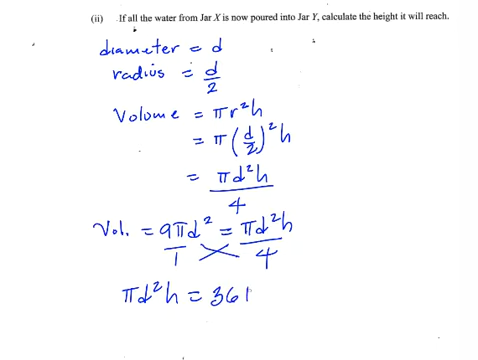 (ii) If all the water from Jar X is now poured into Jar Y, calculate the height it will reach.
diameter = d
radius = d/2
Volume = πr²h
= π(d/2)²h
= πd²h/4
Vol. = 9πd²/1 = πd²h/4
πd²h = 36